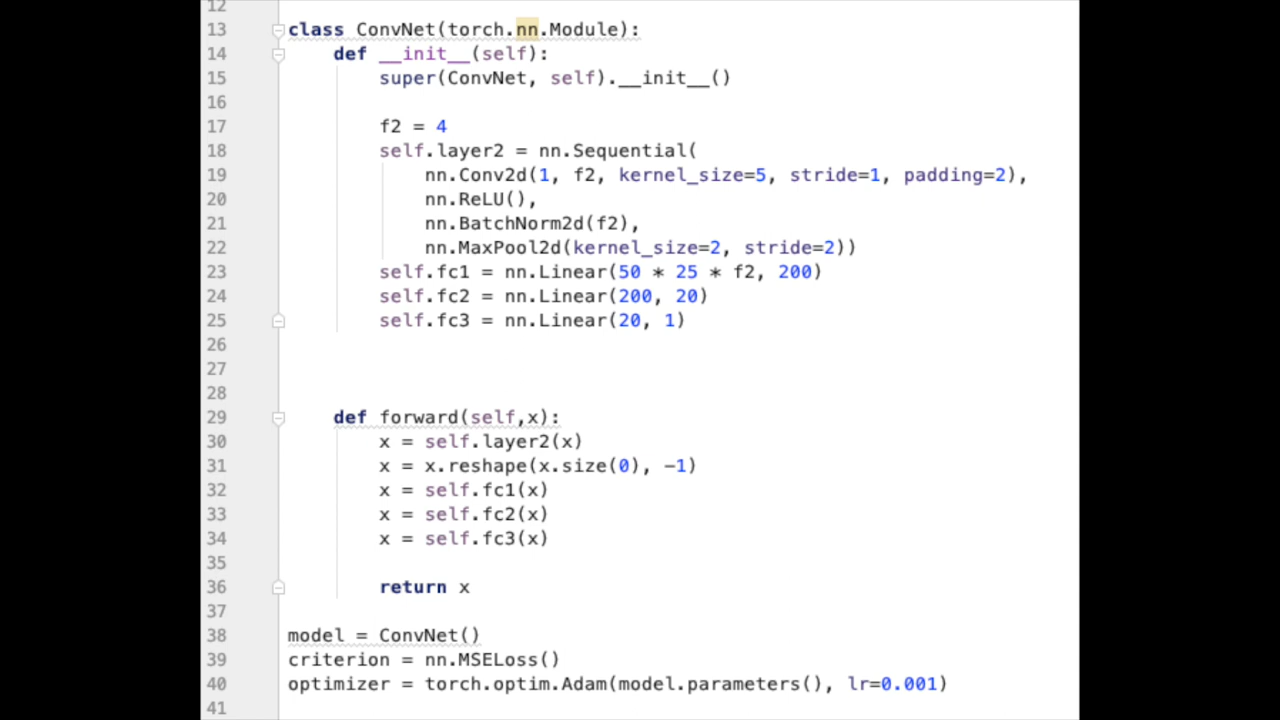 12
13 class ConvNet(torch.nn.Module):
14 def __init__(self):
15 super(ConvNet, self).__init__()
16
17 f2 = 4
18 self.layer2 = nn.Sequential(
19 nn.Conv2d(1, f2, kernel_size=5, stride=1, padding=2),
20 nn.ReLU(),
21 nn.BatchNorm2d(f2),
22 nn.MaxPool2d(kernel_size=2, stride=2))
23 self.fc1 = nn.Linear(50 * 25 * f2, 200)
24 self.fc2 = nn.Linear(200, 20)
25 self.fc3 = nn.Linear(20, 1)
26
27
28
29 def forward(self,x):
30 x = self.layer2(x)
31 x = x.reshape(x.size(0), -1)
32 x = self.fc1(x)
33 x = self.fc2(x)
34 x = self.fc3(x)
35
36 return x
37
38 model = ConvNet()
39 criterion = nn.MSELoss()
40 optimizer = torch.optim.Adam(model.parameters(), lr=0.001)
41